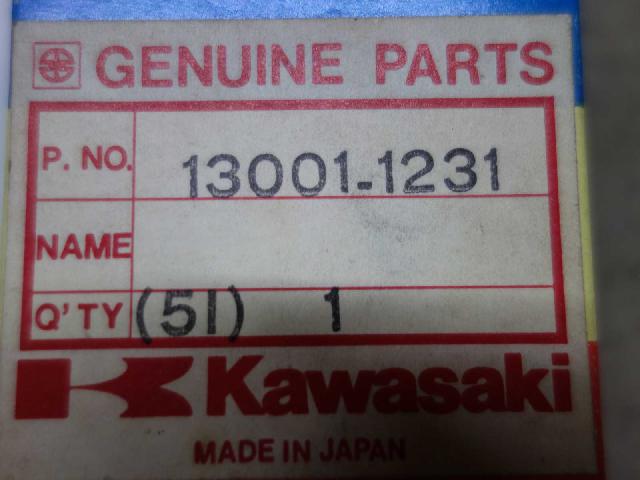 GENUINE PARTS
P. NO. 13001-1231
NAME
Q'TY (51) 1
Kawasaki
MADE IN JAPAN